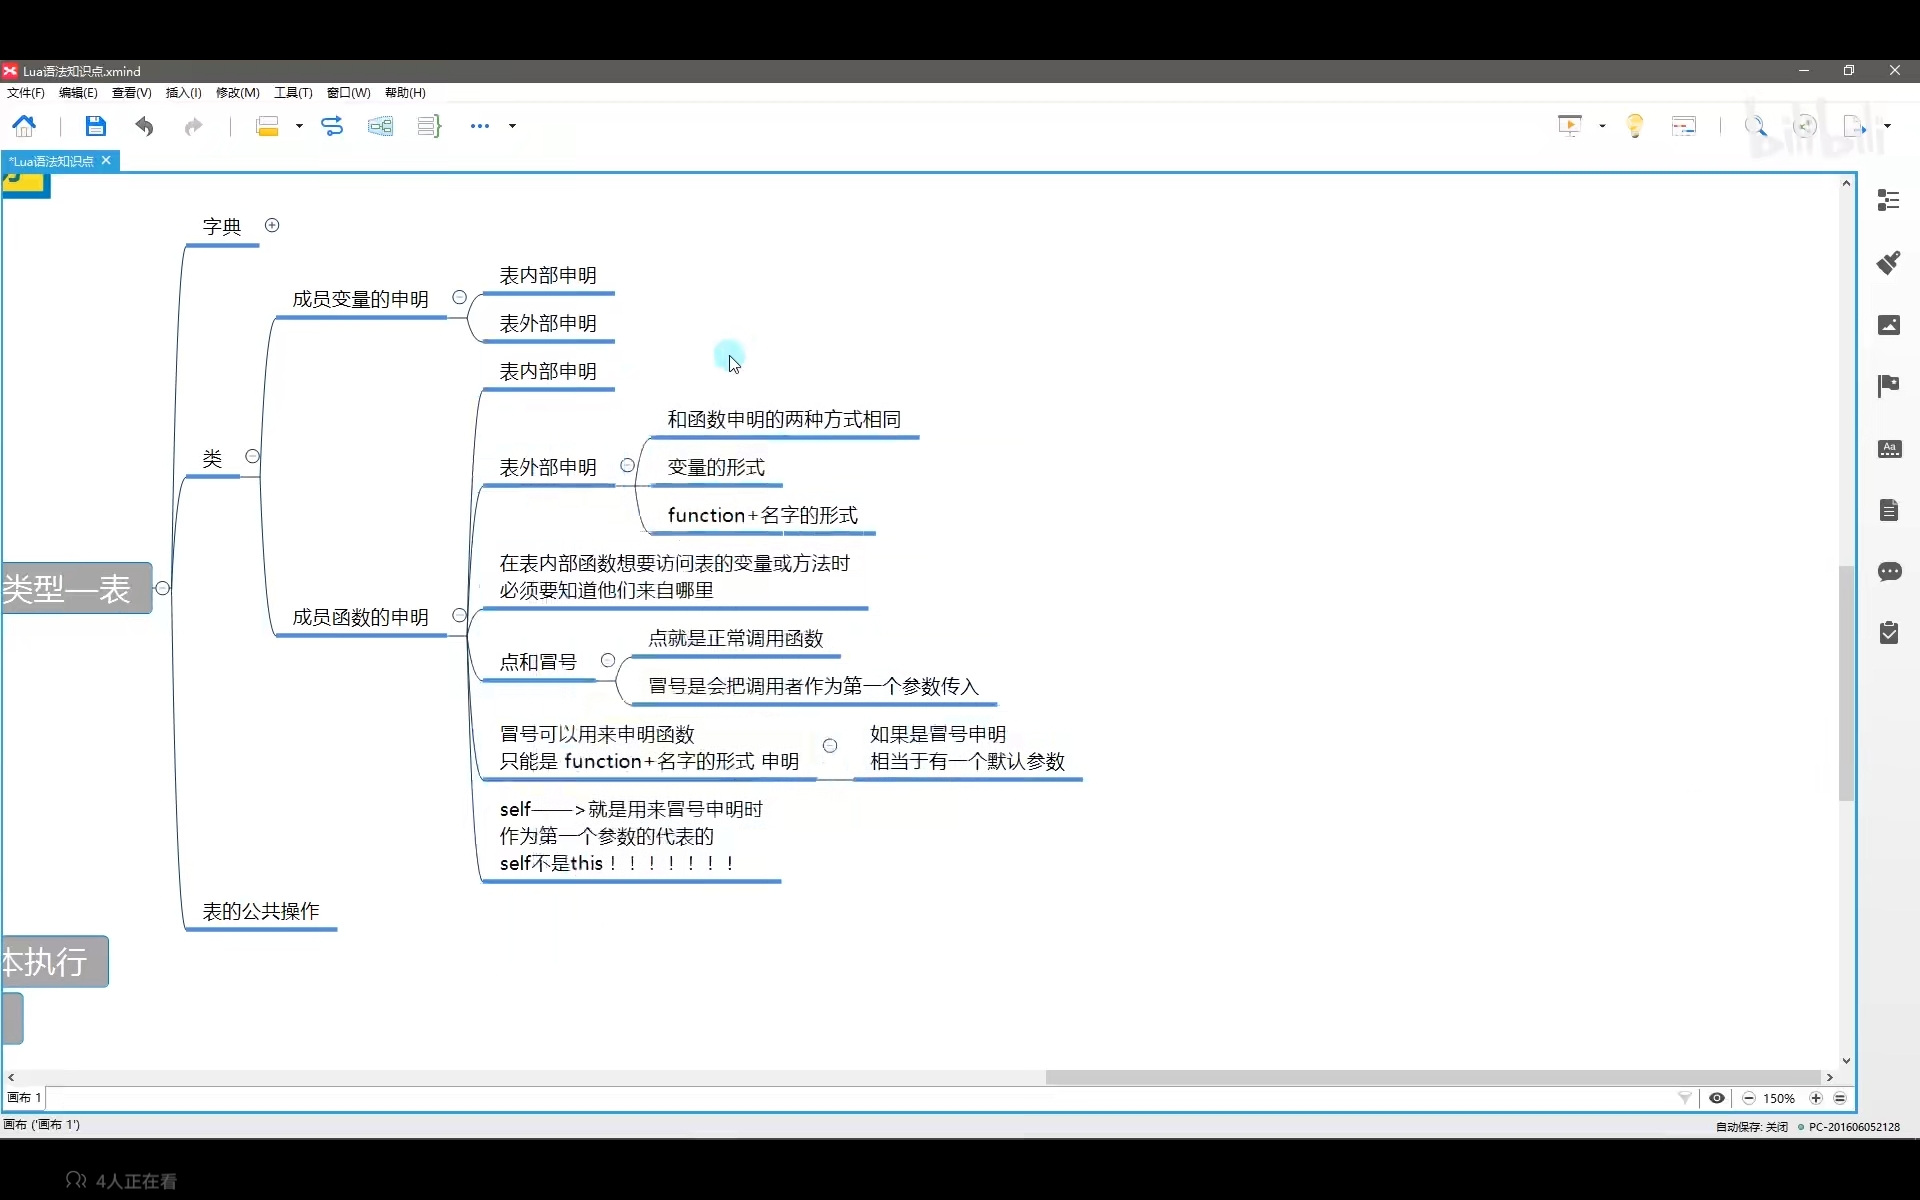 Lua语法知识点.xmind
文件(F) 编辑(E) 查看(V) 插入(I) 修改(M) 工具(T) 窗口(W) 帮助(H)
bilibili
*Lua语法知识点
字典
表内部申明
成员变量的申明
表外部申明
表内部申明
和函数申明的两种方式相同
类
表外部申明
变量的形式
function+名字的形式
在表内部函数想要访问表的变量或方法时
必须要知道他们来自哪里
类型—表
成员函数的申明
点就是正常调用函数
点和冒号
冒号是会把调用者作为第一个参数传入
冒号可以用来申明函数
只能是 function+名字的形式 申明
如果是冒号申明
相当于有一个默认参数
self——>就是用来冒号申明时
作为第一个参数的代表的
self不是this！！！！！！！
表的公共操作
本执行
画布 1
150%
画布 ('画布 1')
自动保存: 关闭
PC-201606052128
4人正在看